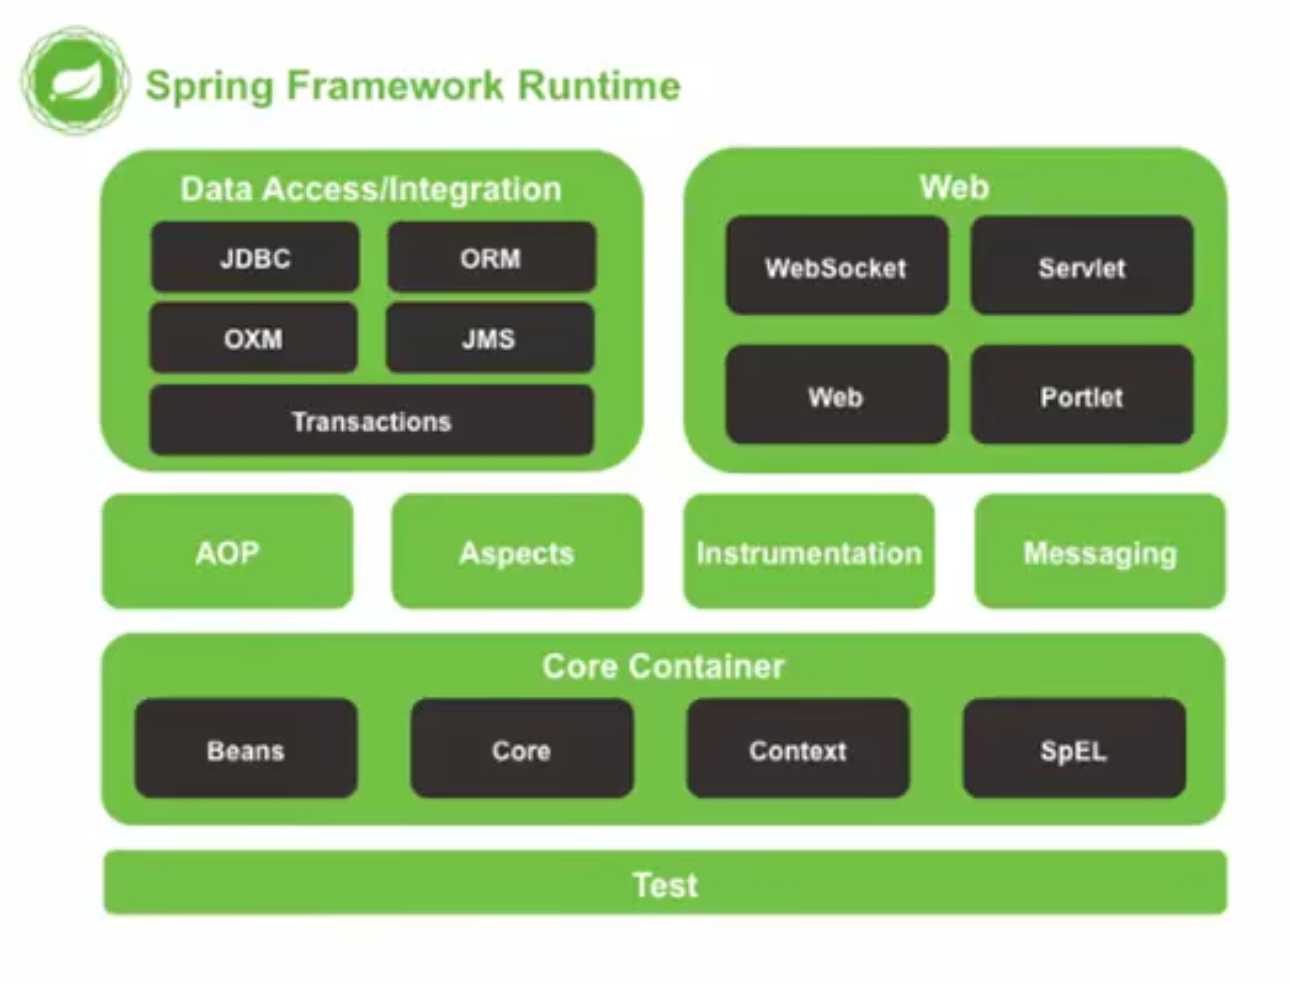 Spring Framework Runtime
Data Access/Integration
JDBC
ORM
OXM
JMS
Transactions
Web
WebSocket
Servlet
Web
Portlet
AOP
Aspects
Instrumentation
Messaging
Core Container
Beans
Core
Context
SpEL
Test